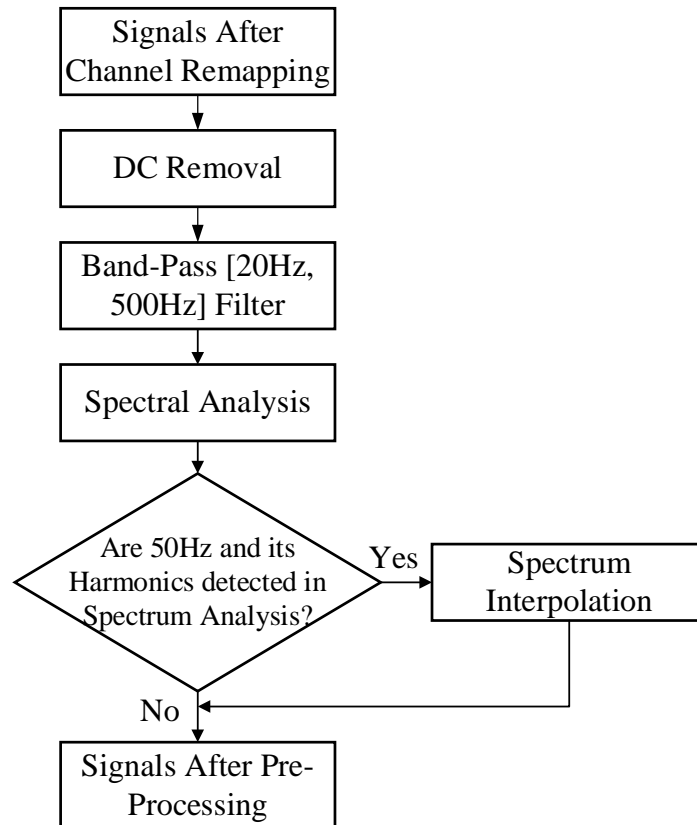 Signals After
Channel Remapping
DC Removal
Band-Pass [20Hz,
500Hz] Filter
Spectral Analysis
Are 50Hz and its
Harmonics detected in
Spectrum Analysis?
Yes
Spectrum
Interpolation
No
Signals After Pre-
Processing